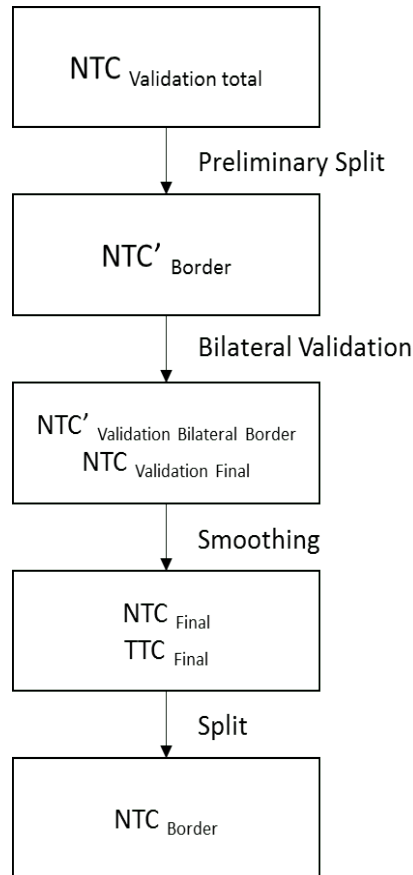 NTC Validation total
Preliminary Split
NTC’ Border
Bilateral Validation
NTC’ Validation Bilateral Border
NTC Validation Final
Smoothing
NTC Final
TTC Final
Split
NTC Border